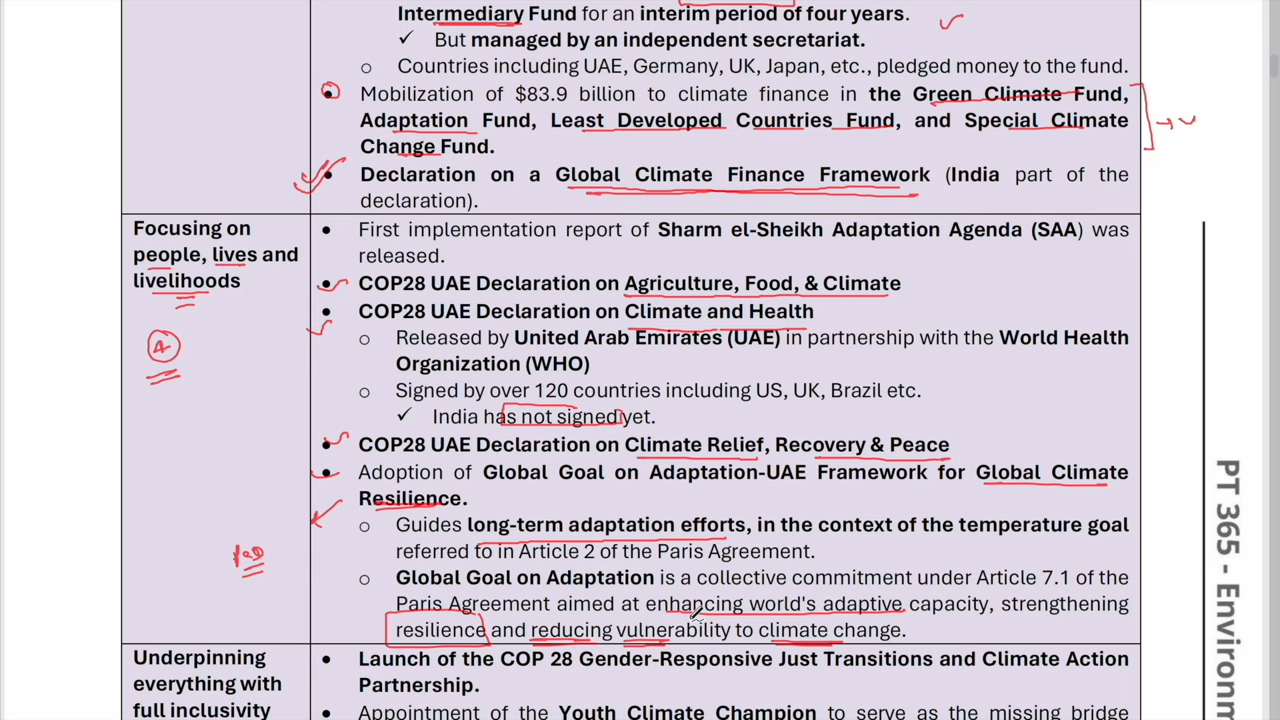 Intermediary Fund for an interim period of four years.
✓ But managed by an independent secretariat.
o Countries including UAE, Germany, UK, Japan, etc., pledged money to the fund.
• Mobilization of $83.9 billion to climate finance in the Green Climate Fund,
Adaptation Fund, Least Developed Countries Fund, and Special Climate
Change Fund.
• Declaration on a Global Climate Finance Framework (India part of the
declaration).
Focusing on
people, lives and
livelihoods
• First implementation report of Sharm el-Sheikh Adaptation Agenda (SAA) was
released.
• COP28 UAE Declaration on Agriculture, Food, & Climate
• COP28 UAE Declaration on Climate and Health
o Released by United Arab Emirates (UAE) in partnership with the World Health
Organization (WHO)
o Signed by over 120 countries including US, UK, Brazil etc.
✓ India has not signed yet.
• COP28 UAE Declaration on Climate Relief, Recovery & Peace
• Adoption of Global Goal on Adaptation-UAE Framework for Global Climate
Resilience.
o Guides long-term adaptation efforts, in the context of the temperature goal
referred to in Article 2 of the Paris Agreement.
o Global Goal on Adaptation is a collective commitment under Article 7.1 of the
Paris Agreement aimed at enhancing world's adaptive capacity, strengthening
resilience and reducing vulnerability to climate change.
Underpinning
everything with
full inclusivity
• Launch of the COP 28 Gender-Responsive Just Transitions and Climate Action
Partnership.
• Appointment of the Youth Climate Champion to serve as the missing bridge
PT 365 - Environm